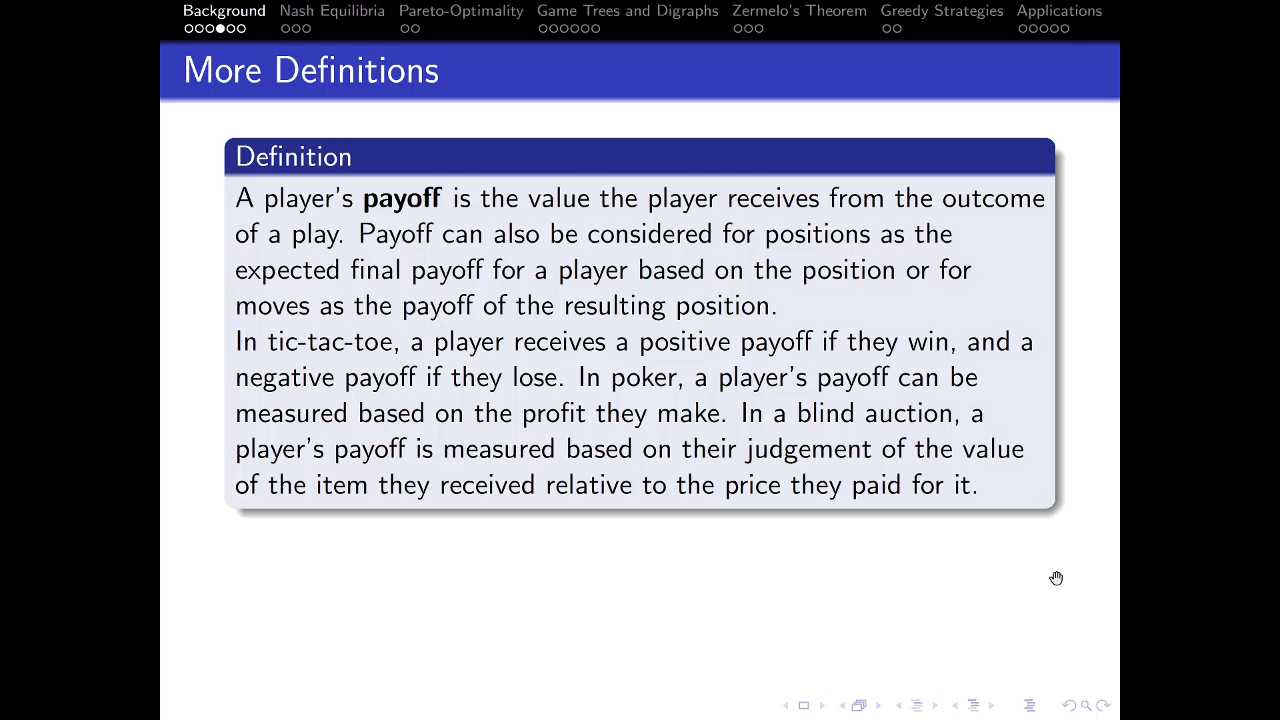 Background Nash Equilibria Pareto-Optimality Game Trees and Digraphs Zermelo's Theorem Greedy Strategies Applications
More Definitions
Definition
A player's payoff is the value the player receives from the outcome
of a play. Payoff can also be considered for positions as the
expected final payoff for a player based on the position or for
moves as the payoff of the resulting position.
In tic-tac-toe, a player receives a positive payoff if they win, and a
negative payoff if they lose. In poker, a player's payoff can be
measured based on the profit they make. In a blind auction, a
player's payoff is measured based on their judgement of the value
of the item they received relative to the price they paid for it.